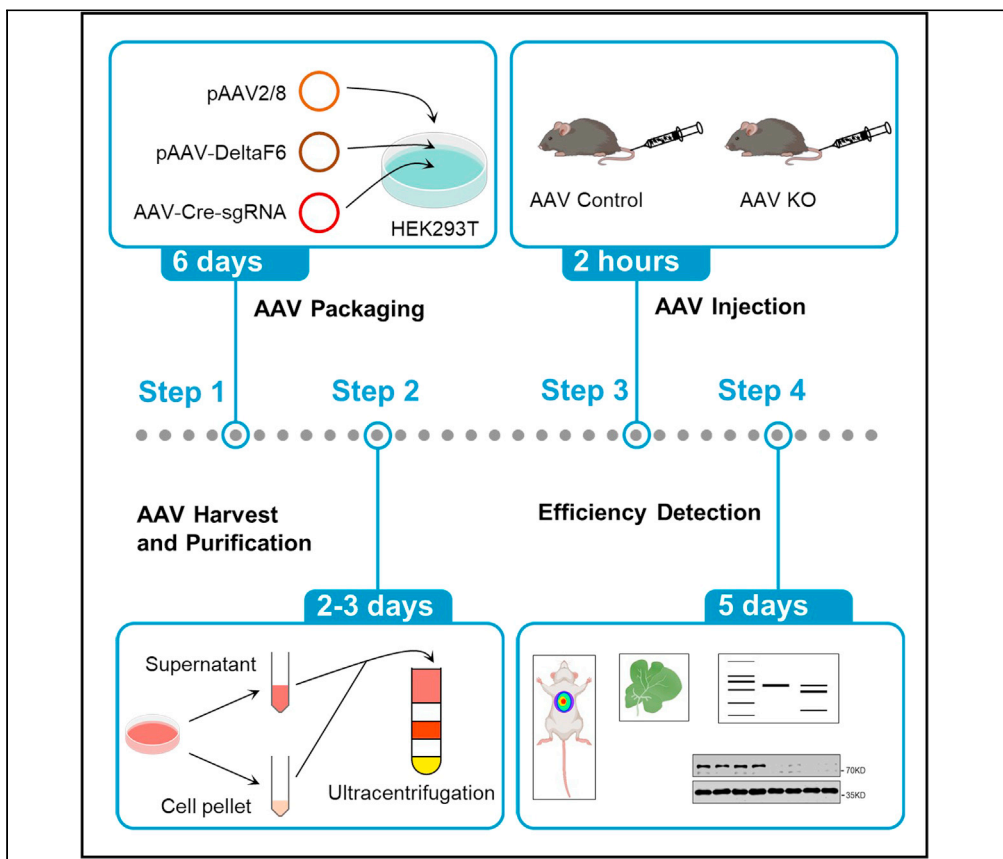 pAAV2/8
pAAV-DeltaF6
AAV-Cre-sgRNA
HEK293T
6 days
AAV Packaging
AAV Control
AAV KO
2 hours
AAV Injection
Step 1
Step 2
Step 3
Step 4
AAV Harvest
and Purification
2-3 days
Supernatant
Cell pellet
Ultracentrifugation
Efficiency Detection
5 days
-70KD
-35KD